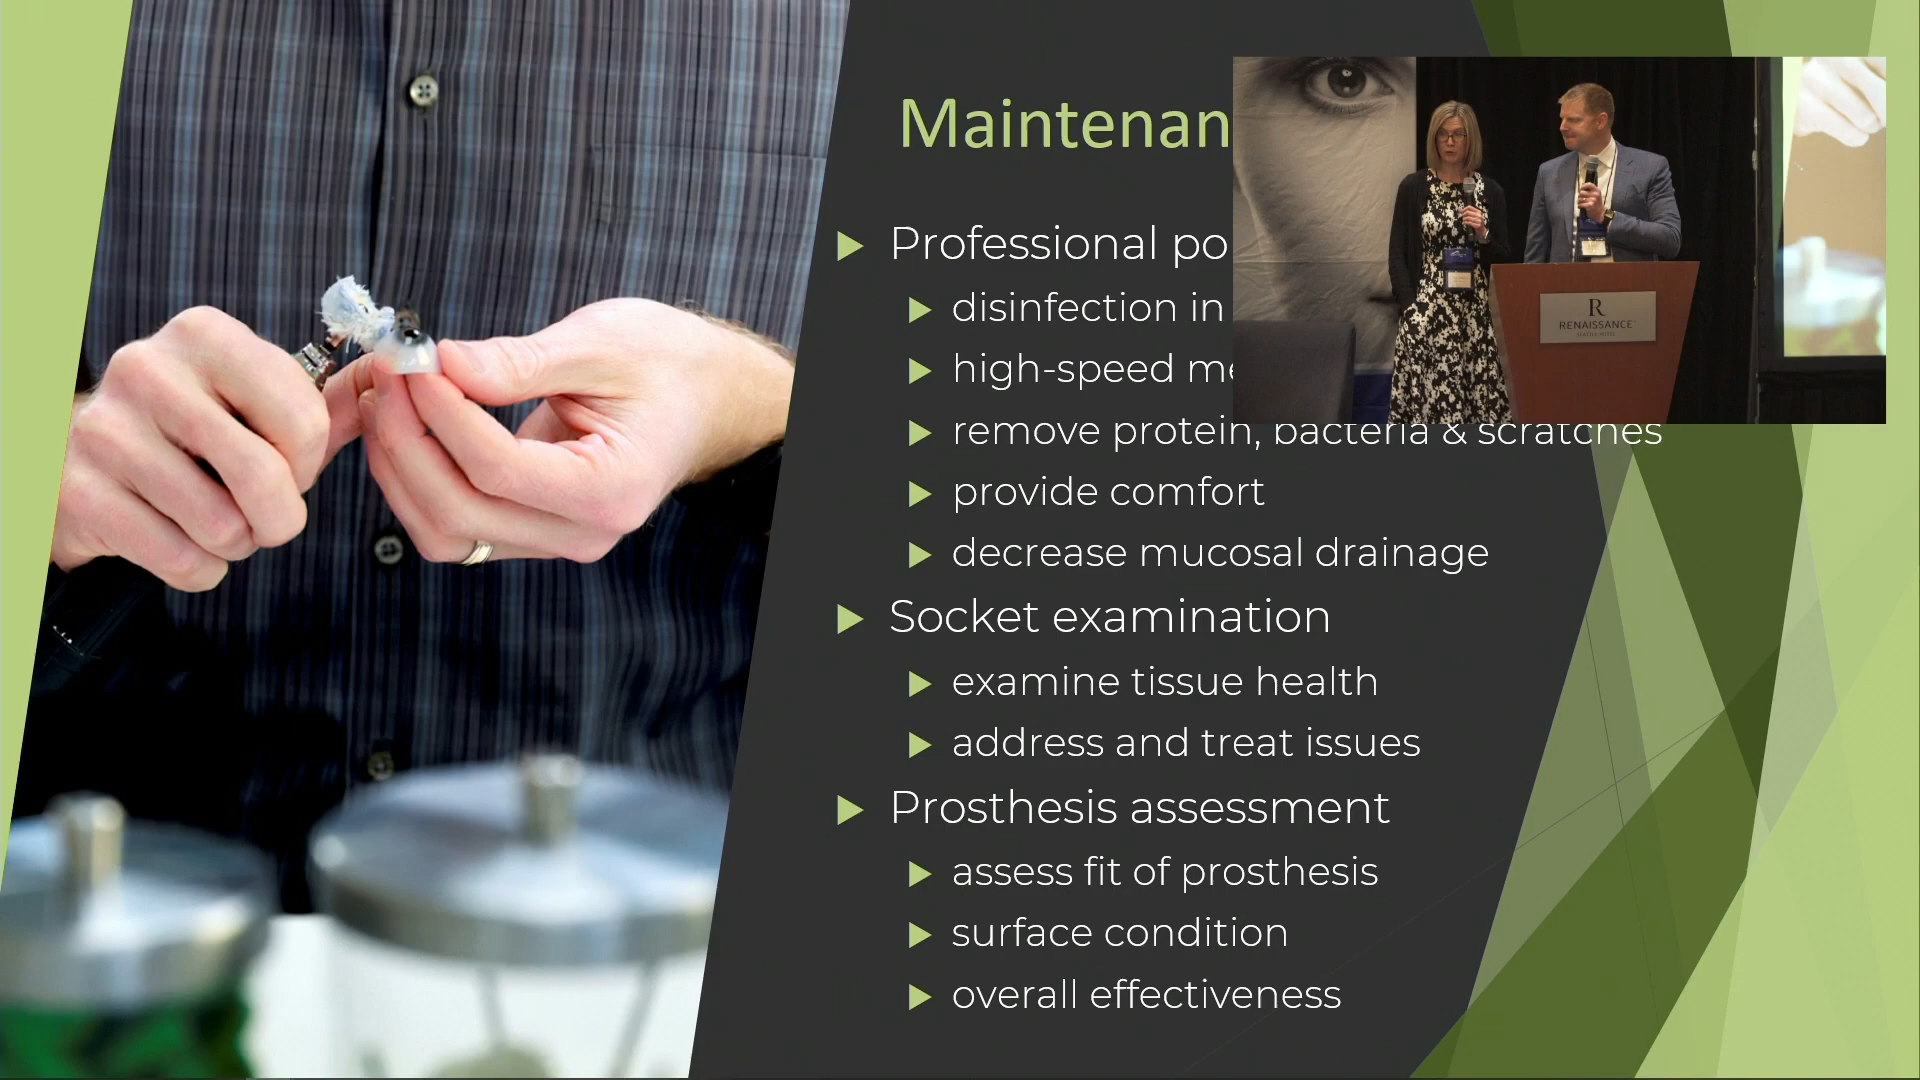 Maintenan
Professional po
disinfection in
high-speed me
remove protein, bacteria & scratches
provide comfort
decrease mucosal drainage
Socket examination
examine tissue health
address and treat issues
Prosthesis assessment
assess fit of prosthesis
surface condition
overall effectiveness
R
RENAISSANCE